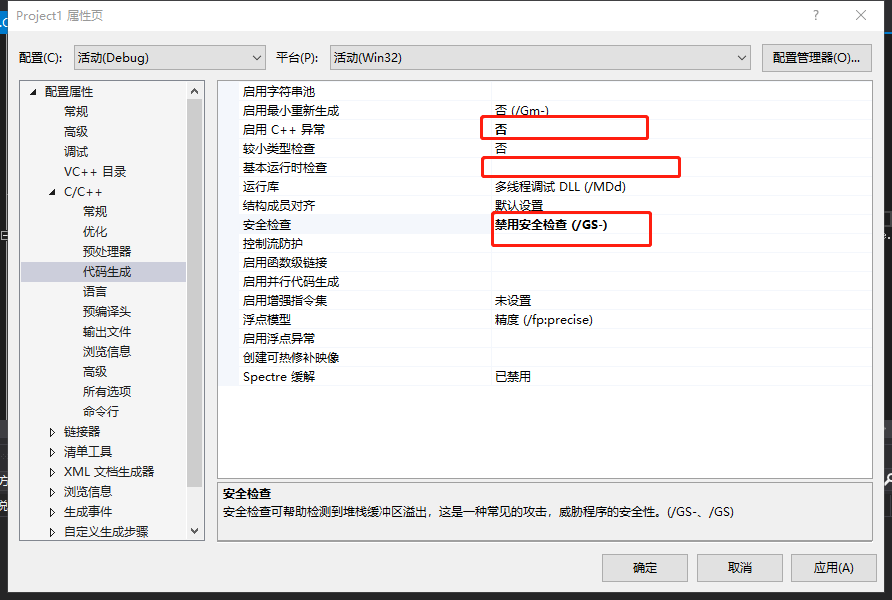 Project1 属性页
配置(C): 活动(Debug) 平台(P): 活动(Win32) 配置管理器(O)...
配置属性
常规
高级
调试
VC++ 目录
C/C++
常规
优化
预处理器
代码生成
语言
预编译头
输出文件
浏览信息
高级
所有选项
命令行
链接器
清单工具
XML 文档生成器
浏览信息
生成事件
自定义生成步骤
启用字符串池
启用最小重新生成 否 (/Gm-)
启用 C++ 异常 否
较小类型检查 否
基本运行时检查
运行库 多线程调试 DLL (/MDd)
结构成员对齐 默认设置
安全检查 禁用安全检查 (/GS-)
控制流防护
启用函数级链接
启用并行代码生成
启用增强指令集 未设置
浮点模型 精度 (/fp:precise)
启用浮点异常
创建可热修补映像
Spectre 缓解 已禁用
安全检查
安全检查可帮助检测到堆栈缓冲区溢出，这是一种常见的攻击，威胁程序的安全性。(/GS-、/GS)
确定 取消 应用(A)